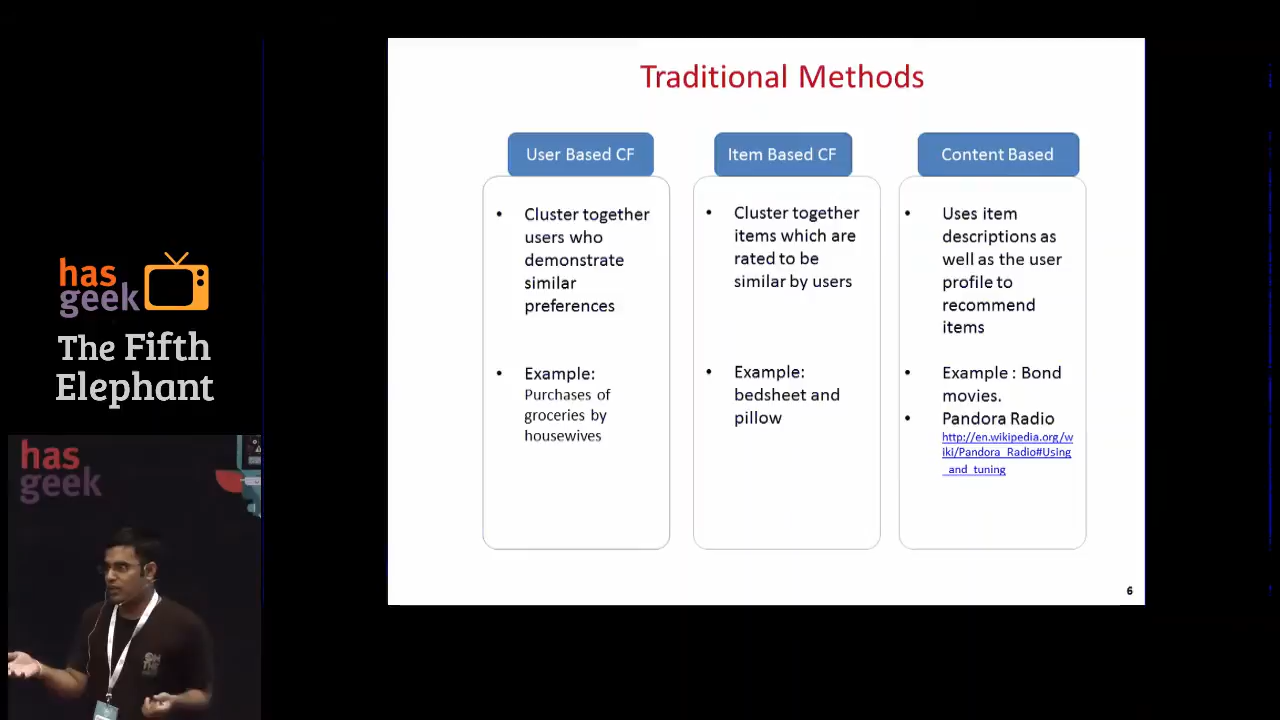 Traditional Methods
User Based CF
Cluster together
users who
demonstrate
similar
preferences
Example:
Purchases of
groceries by
housewives
Item Based CF
Cluster together
items which are
rated to be
similar by users
Example:
bedsheet and
pillow
Content Based
Uses item
descriptions as
well as the user
profile to
recommend
items
Example : Bond
movies.
Pandora Radio
http://en.wikipedia.org/w
iki/Pandora_Radio#Using
_and_tuning
6
has
geek
The Fifth
Elephant
has
geek